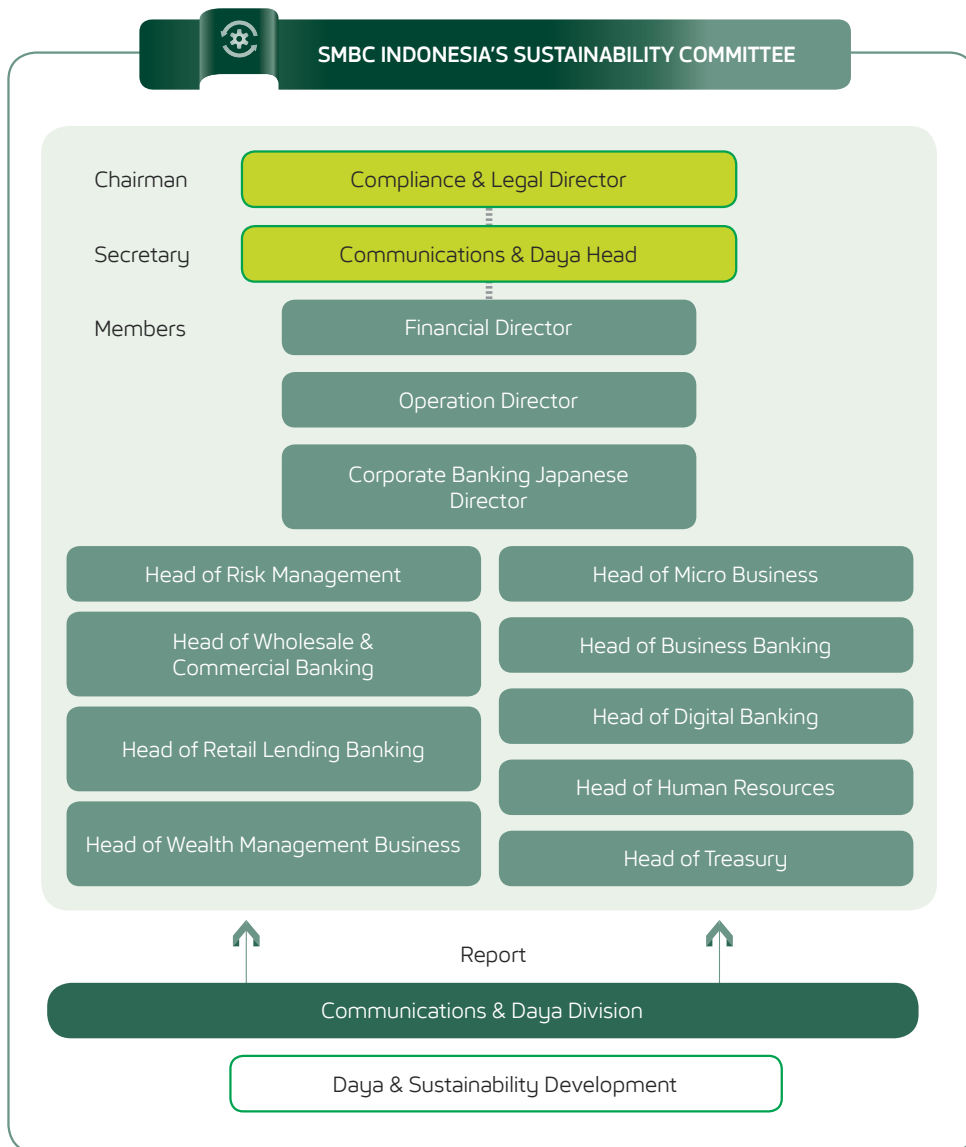 SMBC INDONESIA'S SUSTAINABILITY COMMITTEE
Chairman
Compliance & Legal Director
Secretary
Communications & Daya Head
Members
Financial Director
Operation Director
Corporate Banking Japanese
Director
Head of Risk Management
Head of Wholesale &
Commercial Banking
Head of Retail Lending Banking
Head of Wealth Management Business
Head of Micro Business
Head of Business Banking
Head of Digital Banking
Head of Human Resources
Head of Treasury
Report
Communications & Daya Division
Daya & Sustainability Development